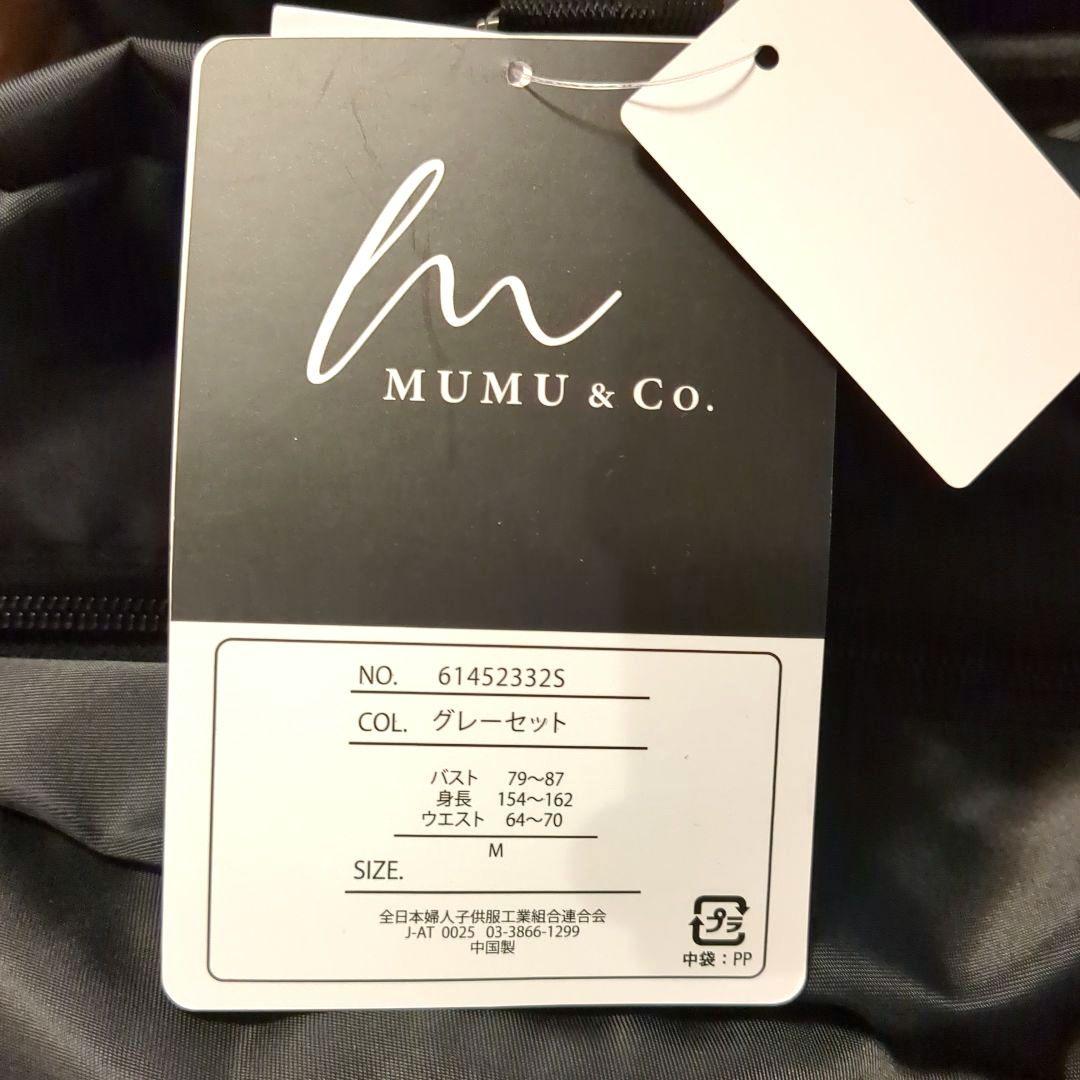 m
MUMU & Co.
NO. 61452332S
COL. グレーセット
バスト 79～87
身長 154～162
ウエスト 64～70
M
SIZE.
全日本婦人子供服工業組合連合会
J-AT 0025 03-3866-1299
中国製
プラ
中袋：PP